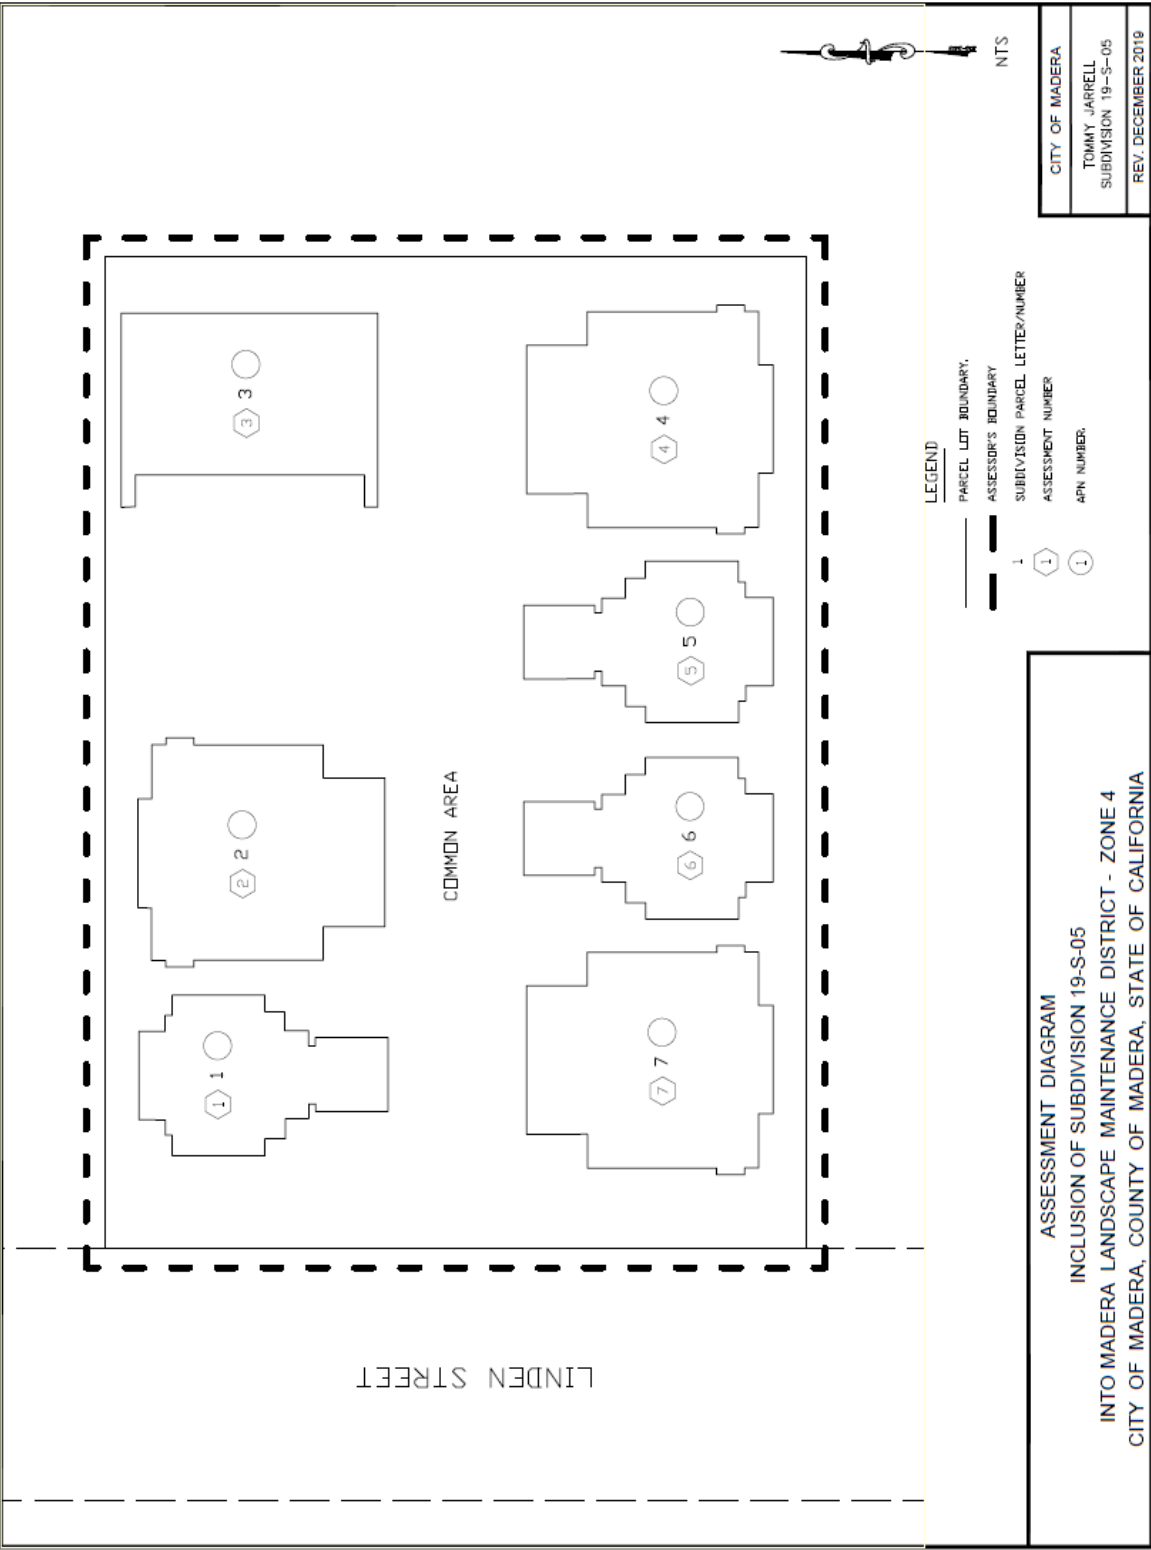 3
3
4
4
5
5
2
2
6
6
COMMON AREA
1
1
7
7
LINDEN STREET
NTS
LEGEND
PARCEL LOT BOUNDARY.
ASSESSOR'S BOUNDARY
1 SUBDIVISION PARCEL LETTER/NUMBER
1 ASSESSMENT NUMBER
1 APN NUMBER.
CITY OF MADERA
TOMMY JARRELL
SUBDIVISION 19-S-05
REV. DECEMBER 2019
ASSESSMENT DIAGRAM
INCLUSION OF SUBDIVISION 19-S-05
INTO MADERA LANDSCAPE MAINTENANCE DISTRICT - ZONE 4
CITY OF MADERA, COUNTY OF MADERA, STATE OF CALIFORNIA